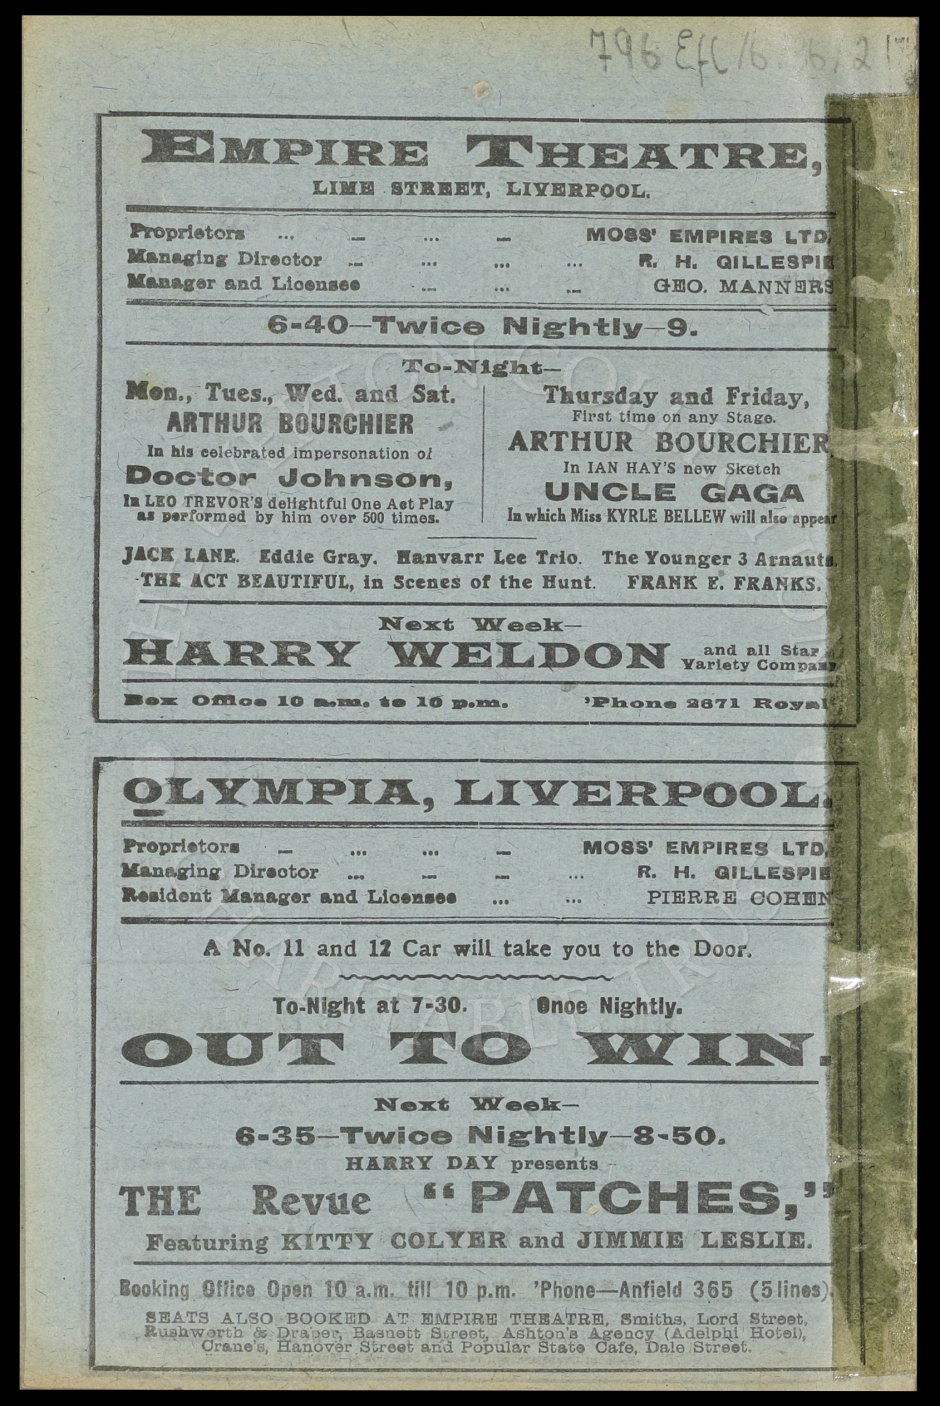 EMPIRE THEATRE,
LIME STREET, LIVERPOOL.
Proprietors ... ... ... ... MOSS' EMPIRES LTD.
Managing Director ... ... ... ... R. H. GILLESPIE
Manager and Licensee ... ... ... GEO. MANNERS
6-40—Twice Nightly—9.
To-Night—
Mon., Tues., Wed. and Sat.
ARTHUR BOURCHIER
In his celebrated impersonation of
Doctor Johnson,
In LEO TREVOR'S delightful One Act Play
as performed by him over 500 times.
Thursday and Friday,
First time on any Stage.
ARTHUR BOURCHIER
In IAN HAY'S new Sketch
UNCLE GAGA
In which Miss KYRLE BELLEW will also appear
JACK LANE. Eddie Gray. Hanvarr Lee Trio. The Younger 3 Arnauts.
THE ACT BEAUTIFUL, in Scenes of the Hunt. FRANK E. FRANKS.
Next Week—
HARRY WELDON and all Star
Variety Company
Box Office 10 a.m. to 10 p.m. 'Phone 2671 Royal
OLYMPIA, LIVERPOOL.
Proprietors ... ... ... ... MOSS' EMPIRES LTD.
Managing Director ... ... ... ... R. H. GILLESPIE
Resident Manager and Licensee ... ... PIERRE COHEN
A No. 11 and 12 Car will take you to the Door.
To-Night at 7-30. Once Nightly.
OUT TO WIN.
Next Week—
6-35—Twice Nightly—8-50.
HARRY DAY presents
THE Revue "PATCHES,"
Featuring KITTY COLYER and JIMMIE LESLIE.
Booking Office Open 10 a.m. till 10 p.m. 'Phone—Anfield 365 (5 lines).
SEATS ALSO BOOKED AT EMPIRE THEATRE, Smiths, Lord Street,
Rushworth & Draper, Basnett Street, Ashton's Agency (Adelphi Hotel),
Crane's, Hanover Street and Popular State Cafe, Dale Street.